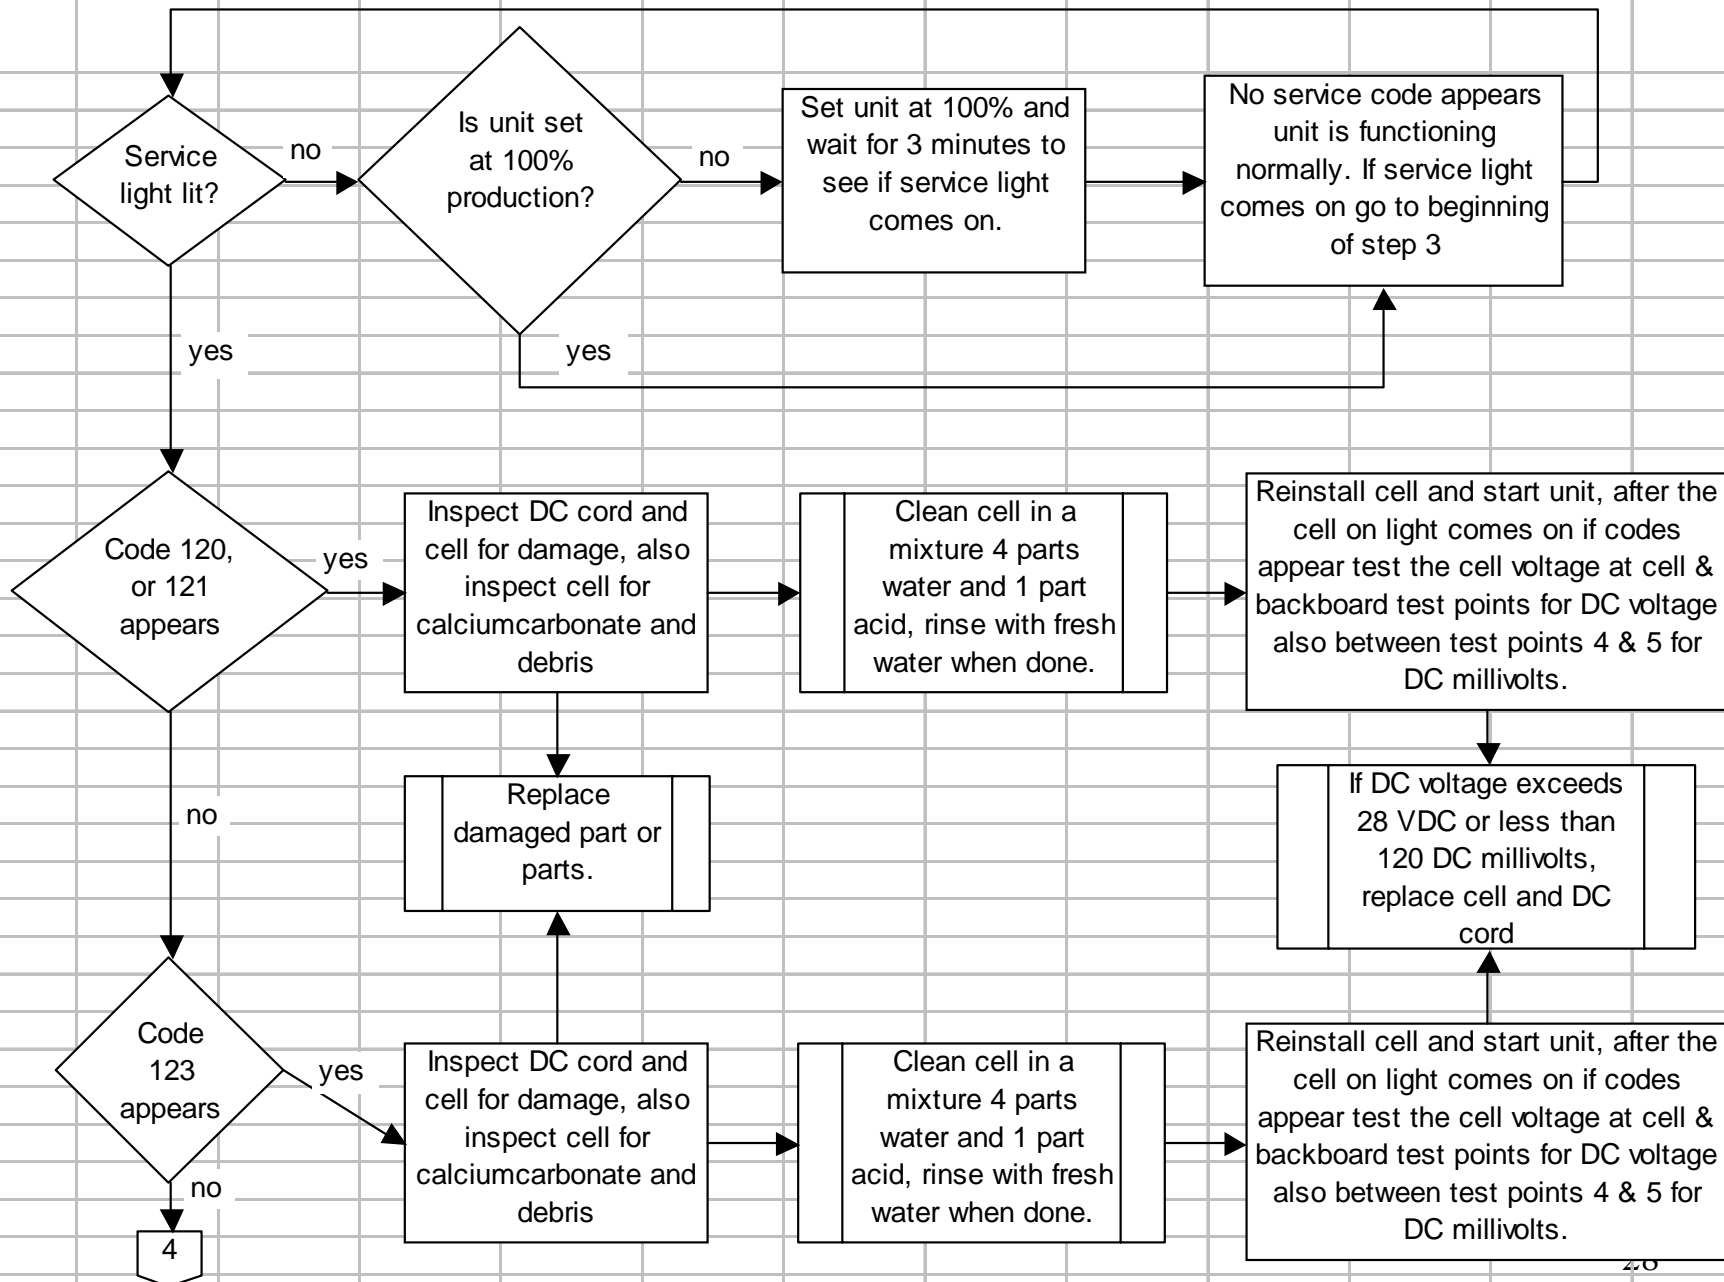 Service
light lit?
no
Is unit set
at 100%
production?
no
Set unit at 100% and
wait for 3 minutes to
see if service light
comes on.
No service code appears
unit is functioning
normally. If service light
comes on go to beginning
of step 3
yes
yes
Code 120,
or 121
appears
yes
Inspect DC cord and
cell for damage, also
inspect cell for
calciumcarbonate and
debris
Clean cell in a
mixture 4 parts
water and 1 part
acid, rinse with fresh
water when done.
Reinstall cell and start unit, after the
cell on light comes on if codes
appear test the cell voltage at cell &
backboard test points for DC voltage
also between test points 4 & 5 for
DC millivolts.
no
Replace
damaged part or
parts.
If DC voltage exceeds
28 VDC or less than
120 DC millivolts,
replace cell and DC
cord
Code
123
appears
yes
Inspect DC cord and
cell for damage, also
inspect cell for
calciumcarbonate and
debris
Clean cell in a
mixture 4 parts
water and 1 part
acid, rinse with fresh
water when done.
Reinstall cell and start unit, after the
cell on light comes on if codes
appear test the cell voltage at cell &
backboard test points for DC voltage
also between test points 4 & 5 for
DC millivolts.
no
4